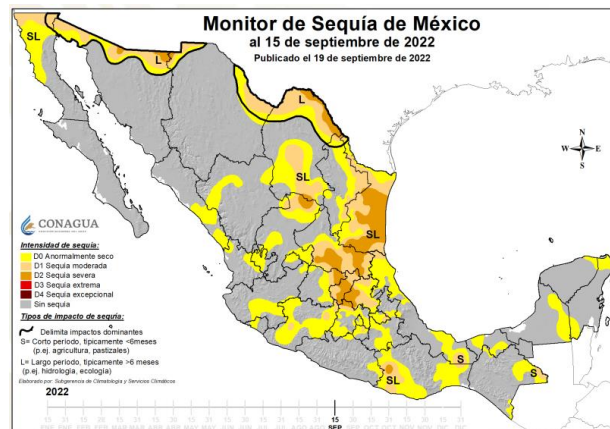 Monitor de Sequía de México
al 15 de septiembre de 2022
Publicado el 19 de septiembre de 2022
SL
L
L
SL
SL
N
W E
S
CONAGUA
Intensidad de sequía:
D0 Anormalmente seco
D1 Sequía moderada
D2 Sequía severa
D3 Sequía extrema
D4 Sequía excepcional
Sin sequía
Tipos de impacto de sequía:
Delimita impactos dominantes
S= Corto período, típicamente <6meses
(p.ej. agricultura, pastizales)
L= Largo período, típicamente >6 meses
(p.ej. hidrología, ecología)
Elaborado por: Subgerencia de Climatología y Servicios Climáticos
S
S
SL
2022
15
SEP